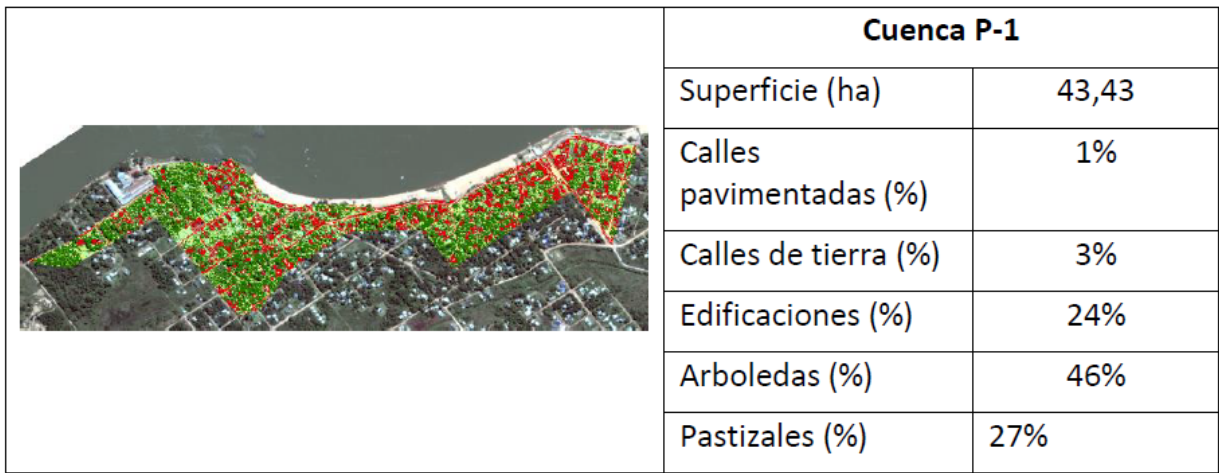 Cuenca P-1
Superficie (ha) 43,43
Calles 1%
pavimentadas (%)
Calles de tierra (%) 3%
Edificaciones (%) 24%
Arboledas (%) 46%
Pastizales (%) 27%